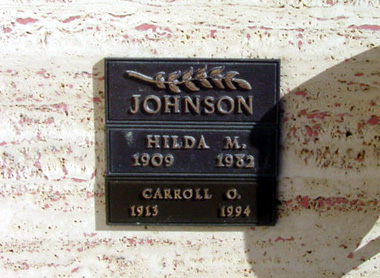 JOHNSON
HILDA M.
1909 1982
CARROLL O.
1913 1994